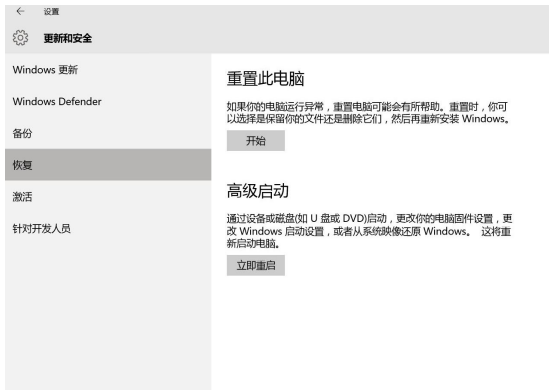 设置
更新和安全
Windows 更新
Windows Defender
备份
恢复
激活
针对开发人员
重置此电脑
如果你的电脑运行异常，重置电脑可能会有所帮助。重置时，你可
以选择是保留你的文件还是删除它们，然后再重新安装 Windows。
开始
高级启动
通过设备或磁盘(如 U 盘或 DVD)启动，更改你的电脑固件设置，更
改 Windows 启动设置，或者从系统映像还原 Windows。 这将重
新启动电脑。
立即重启